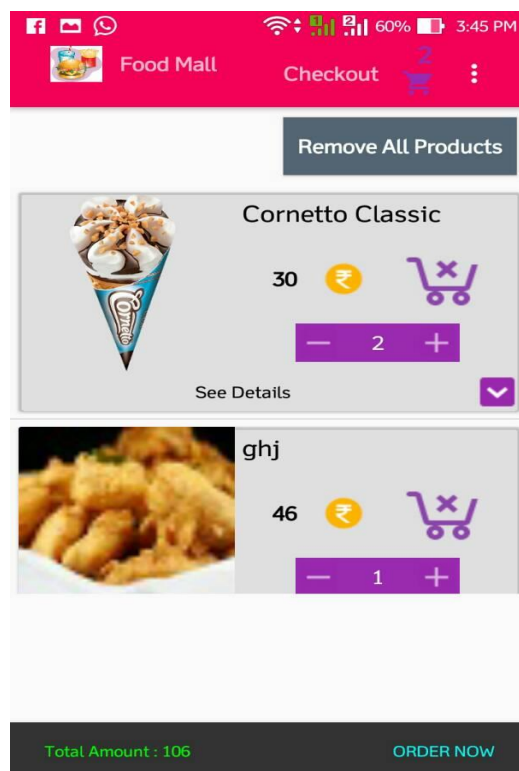 60% 3:45 PM
Food Mall
Checkout
2
Remove All Products
Cornetto Classic
Cornetto
30 ₹
2
See Details
ghj
46 ₹
1
Total Amount : 106
ORDER NOW